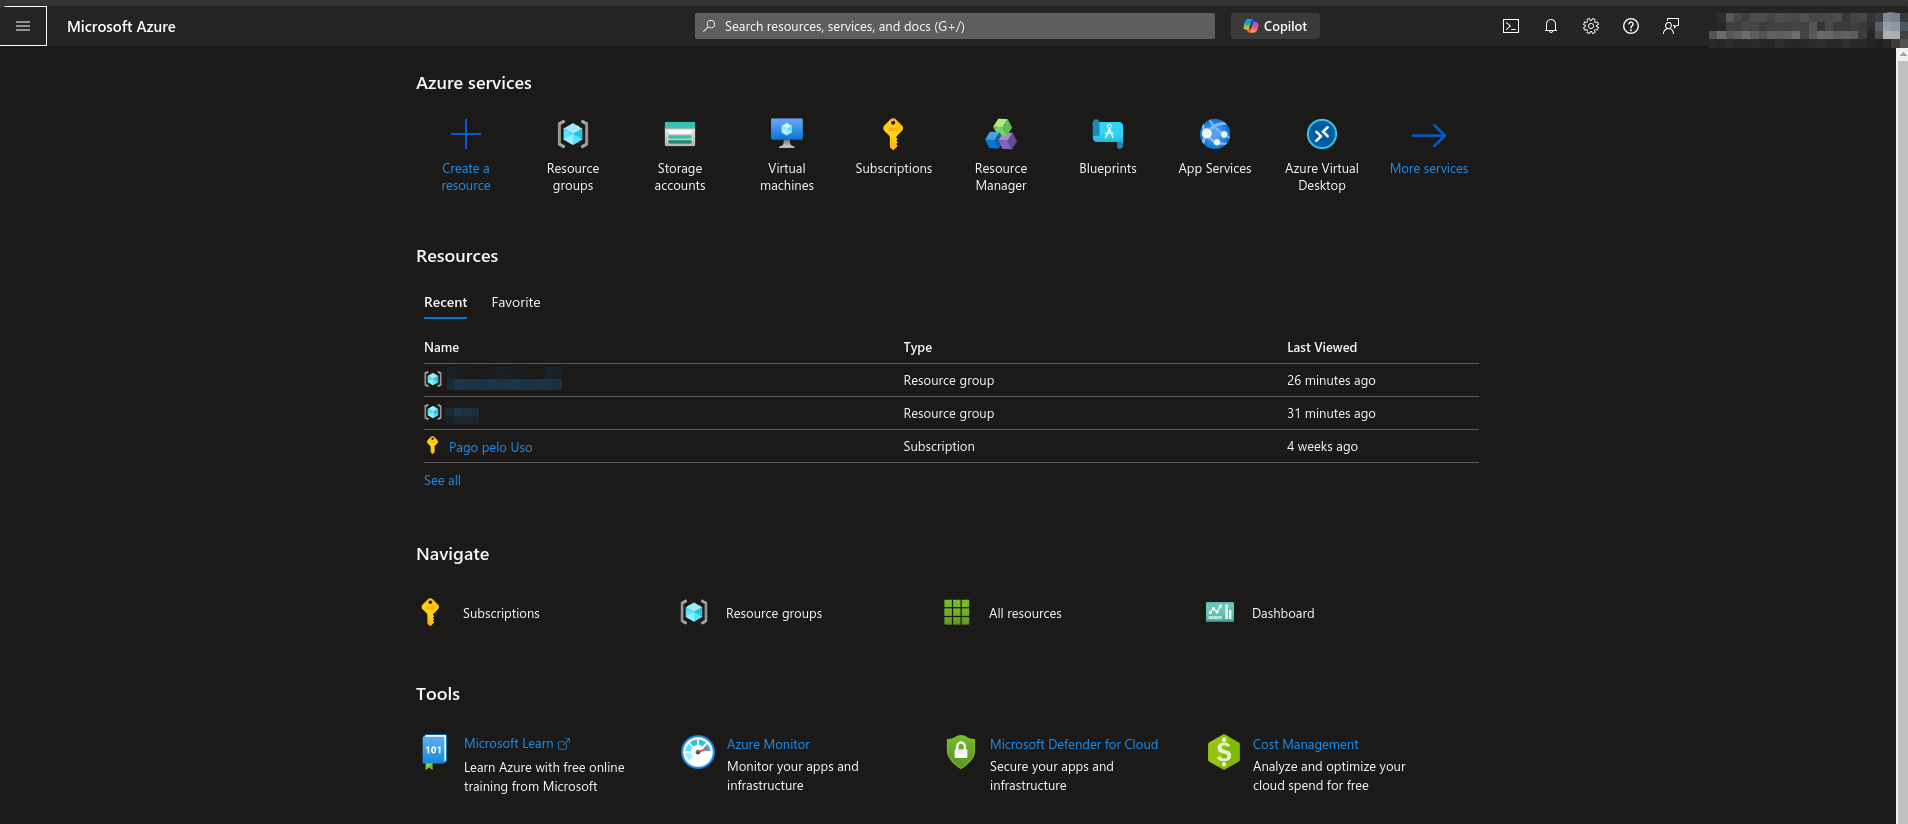 Microsoft Azure
Search resources, services, and docs (G+/)
Copilot
Azure services
Create a
resource
Resource
groups
Storage
accounts
Virtual
machines
Subscriptions
Resource
Manager
Blueprints
App Services
Azure Virtual
Desktop
More services
Resources
Recent Favorite
Name Type Last Viewed
Resource group 26 minutes ago
Resource group 31 minutes ago
Pago pelo Uso Subscription 4 weeks ago
See all
Navigate
Subscriptions Resource groups All resources Dashboard
Tools
101
Microsoft Learn
Learn Azure with free online
training from Microsoft
Azure Monitor
Monitor your apps and
infrastructure
Microsoft Defender for Cloud
Secure your apps and
infrastructure
$
Cost Management
Analyze and optimize your
cloud spend for free